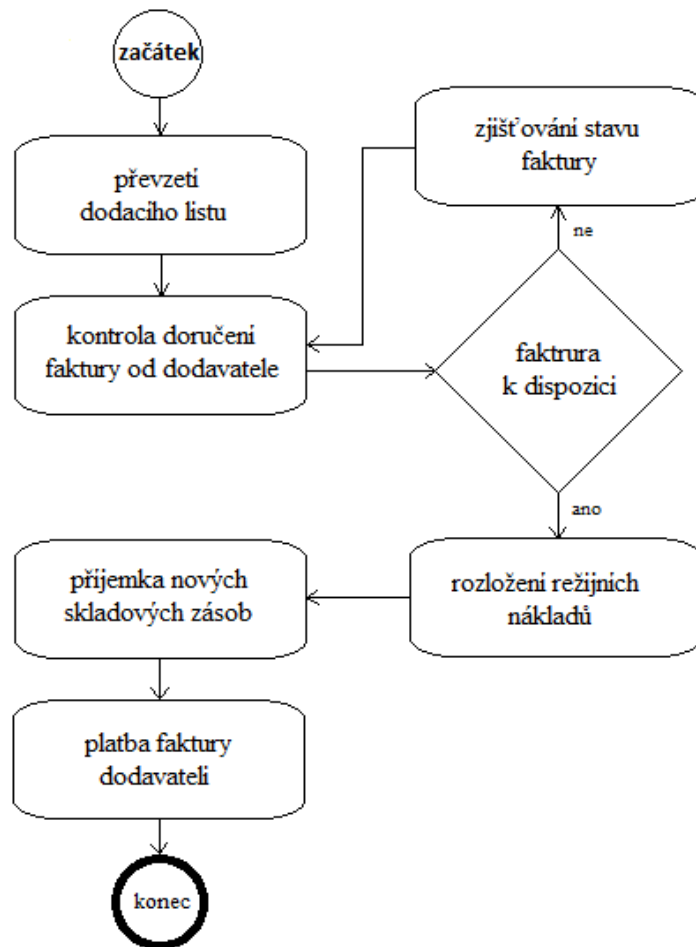 začátek
převzetí
dodacího listu
kontrola doručení
faktury od dodavatele
zjišťování stavu
faktury
ne
faktrura
k dispozici
ano
rozložení režijních
nákladů
příjemka nových
skladových zásob
platba faktury
dodavateli
konec